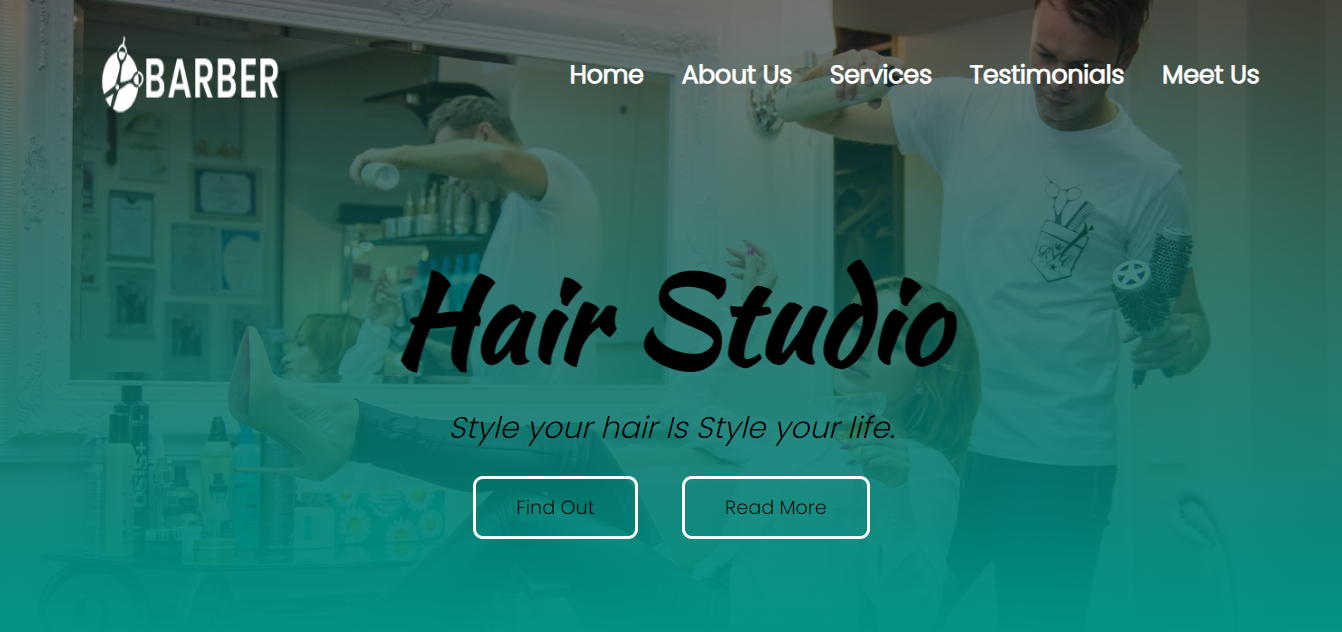 BARBER
Home About Us Services Testimonials Meet Us
Hair Studio
Style your hair Is Style your life.
Find Out Read More